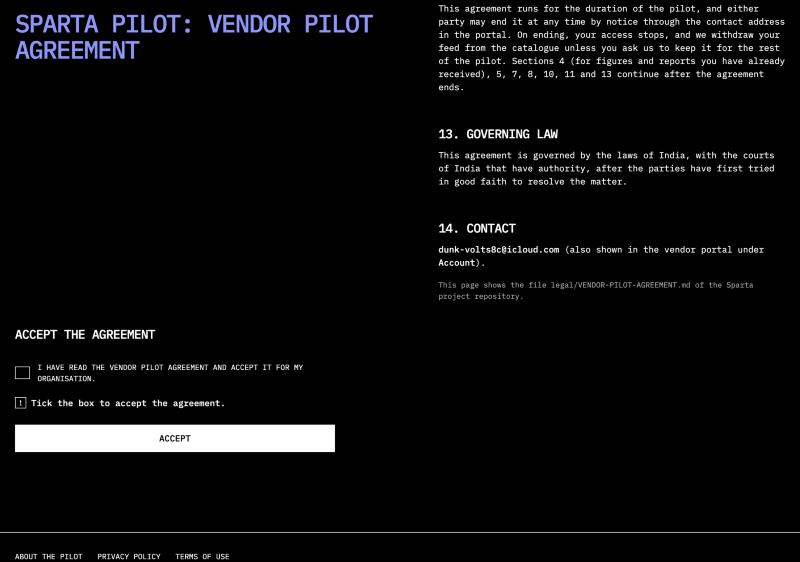 SPARTA PILOT: VENDOR PILOT
AGREEMENT
This agreement runs for the duration of the pilot, and either
party may end it at any time by notice through the contact address
in the portal. On ending, your access stops, and we withdraw your
feed from the catalogue unless you ask us to keep it for the rest
of the pilot. Sections 4 (for figures and reports you have already
received), 5, 7, 8, 10, 11 and 13 continue after the agreement
ends.
13. GOVERNING LAW
This agreement is governed by the laws of India, with the courts
of India that have authority, after the parties have first tried
in good faith to resolve the matter.
14. CONTACT
dunk-volts8c@icloud.com (also shown in the vendor portal under
Account).
This page shows the file legal/VENDOR-PILOT-AGREEMENT.md of the Sparta
project repository.
ACCEPT THE AGREEMENT
I HAVE READ THE VENDOR PILOT AGREEMENT AND ACCEPT IT FOR MY
ORGANISATION.
! Tick the box to accept the agreement.
ACCEPT
ABOUT THE PILOT PRIVACY POLICY TERMS OF USE